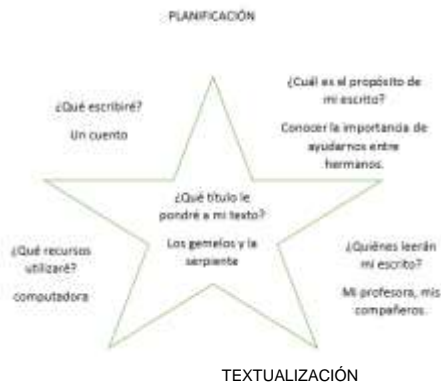 PLANIFICACIÓN
¿Qué escribiré?
Un cuento
¿Cuál es el propósito de
mi escrito?
Conocer la importancia de
ayudarnos entre
hermanos.
¿Qué título le
pondré a mi texto?
Los gemelos y la
serpiente
¿Qué recursos
utilizaré?
computadora
¿Quiénes leerán
mi escrito?
Mi profesora, mis
compañeros.
TEXTUALIZACIÓN